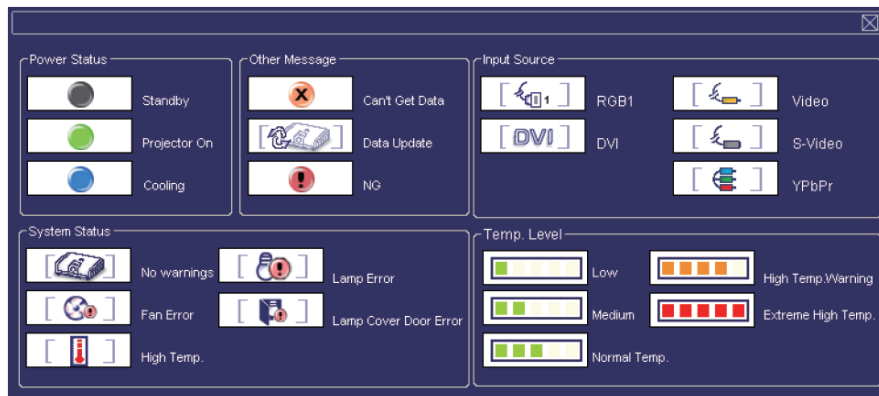 Power Status
Standby
Projector On
Cooling
Other Message
Can't Get Data
Data Update
NG
Input Source
1
RGB1
DVI
DVI
Video
S-Video
YPbPr
System Status
No warnings
Fan Error
High Temp.
Lamp Error
Lamp Cover Door Error
Temp. Level
Low
Medium
Normal Temp.
High Temp.Warning
Extreme High Temp.